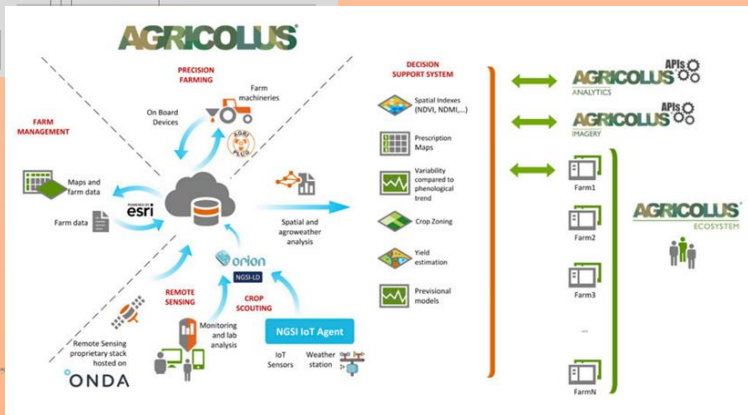 AGRICOLUS®
PRECISION
FARMING
Farm
machineries
On Board
Devices
AGRI
PLUG
FARM
MANAGEMENT
Maps and
farm data
POWERED BY
esri
Farm data
Spatial and
agroweather
analysis
orion
NGSI-LD
REMOTE
SENSING
CROP
SCOUTING
Monitoring
and lab
analysis
Remote Sensing
proprietary stack
hosted on
ONDA
NGSI IoT Agent
IoT
Sensors
Weather
station
DECISION
SUPPORT SYSTEM
Spatial Indexes
(NDVI, NDMI,...)
Prescription
Maps
Variability
compared to
phenological
trend
Crop Zoning
Yield
estimation
Previsional
models
APIs
AGRICOLUS
ANALYTICS
APIs
AGRICOLUS
IMAGERY
Farm1
Farm2
Farm3
...
FarmN
AGRICOLUS®
ECOSYSTEM